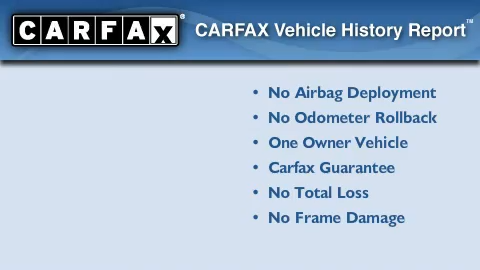 CARFAX® CARFAX Vehicle History Report™
• No Airbag Deployment
• No Odometer Rollback
• One Owner Vehicle
• Carfax Guarantee
• No Total Loss
• No Frame Damage